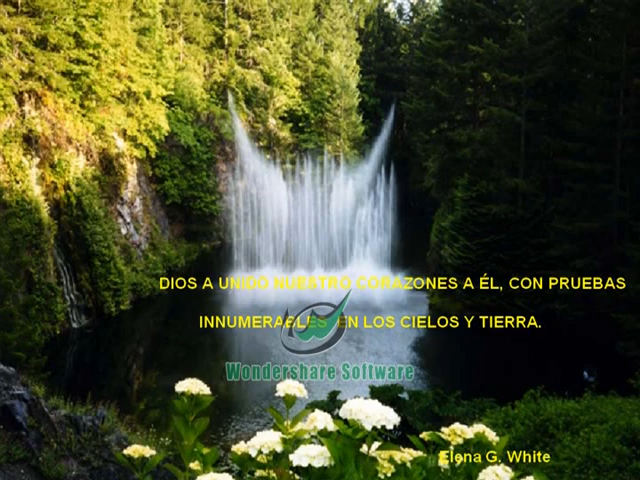 DIOS A UNIDO NUESTRO CORAZONES A ÉL, CON PRUEBAS
INNUMERABLES EN LOS CIELOS Y TIERRA.
Wondershare Software
Elena G. White